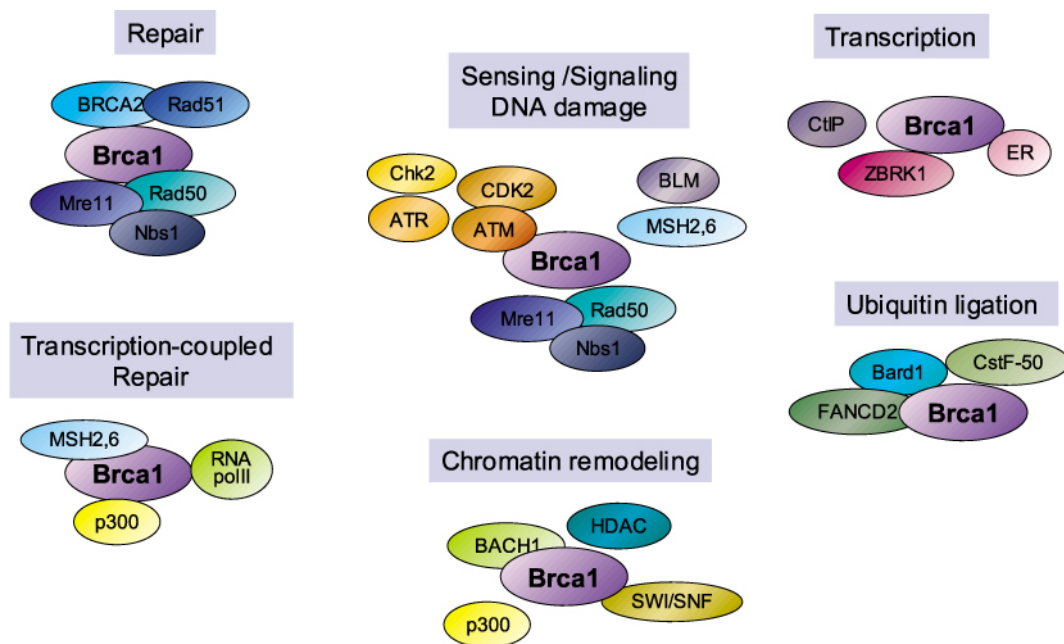 Repair
BRCA2
Rad51
Brca1
Rad50
Mre11
Nbs1
Sensing /Signaling
DNA damage
Chk2
CDK2
ATR
ATM
BLM
MSH2,6
Brca1
Rad50
Mre11
Nbs1
Transcription
CtIP
Brca1
ER
ZBRK1
Transcription-coupled
Repair
MSH2,6
Brca1
RNA
polII
p300
Chromatin remodeling
HDAC
BACH1
Brca1
SWI/SNF
p300
Ubiquitin ligation
CstF-50
Bard1
FANCD2
Brca1